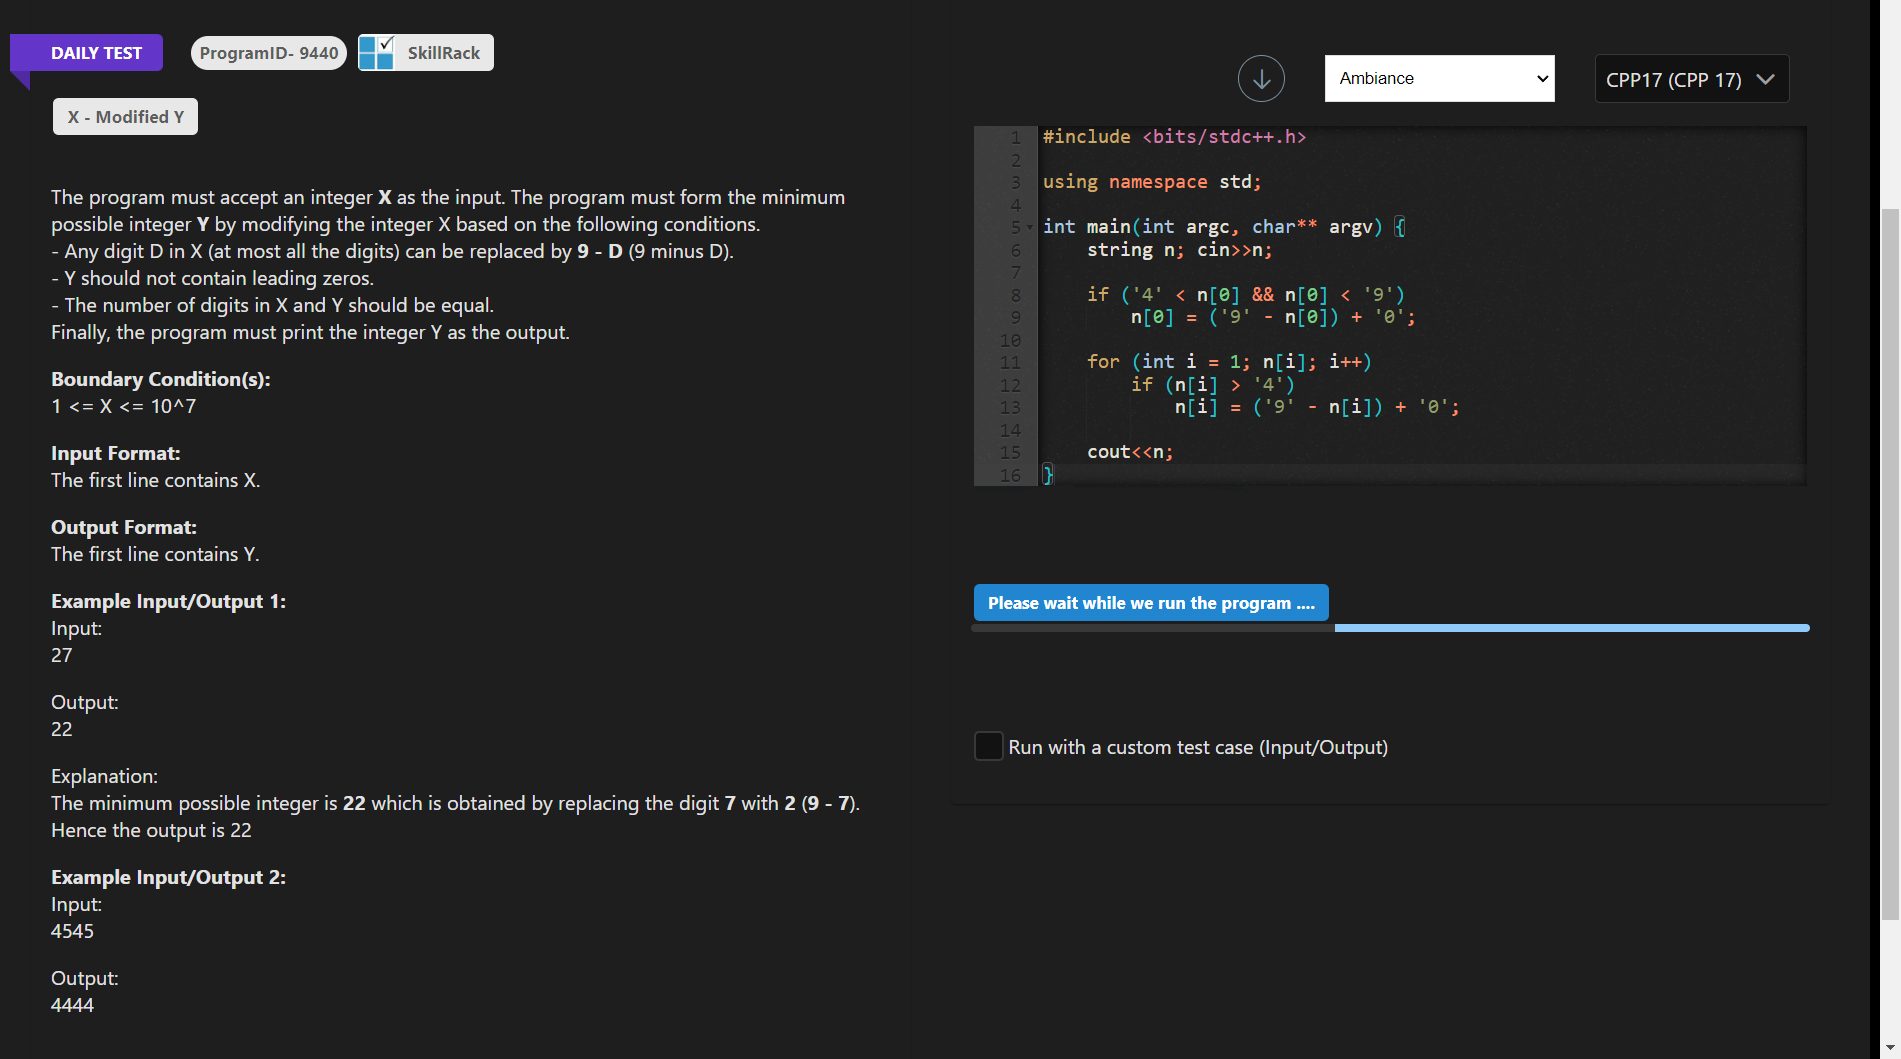 DAILY TEST
ProgramID- 9440
SkillRack
X - Modified Y
The program must accept an integer X as the input. The program must form the minimum
possible integer Y by modifying the integer X based on the following conditions.
- Any digit D in X (at most all the digits) can be replaced by 9 - D (9 minus D).
- Y should not contain leading zeros.
- The number of digits in X and Y should be equal.
Finally, the program must print the integer Y as the output.
Boundary Condition(s):
1 <= X <= 10^7
Input Format:
The first line contains X.
Output Format:
The first line contains Y.
Example Input/Output 1:
Input:
27
Output:
22
Explanation:
The minimum possible integer is 22 which is obtained by replacing the digit 7 with 2 (9 - 7).
Hence the output is 22
Example Input/Output 2:
Input:
4545
Output:
4444
Ambiance
CPP17 (CPP 17)
1 #include <bits/stdc++.h>
2
3 using namespace std;
4
5 int main(int argc, char** argv) {
6     string n; cin>>n;
7
8     if ('4' < n[0] && n[0] < '9')
9         n[0] = ('9' - n[0]) + '0';
10
11     for (int i = 1; n[i]; i++)
12         if (n[i] > '4')
13             n[i] = ('9' - n[i]) + '0';
14
15     cout<<n;
16 }
Please wait while we run the program ....
Run with a custom test case (Input/Output)